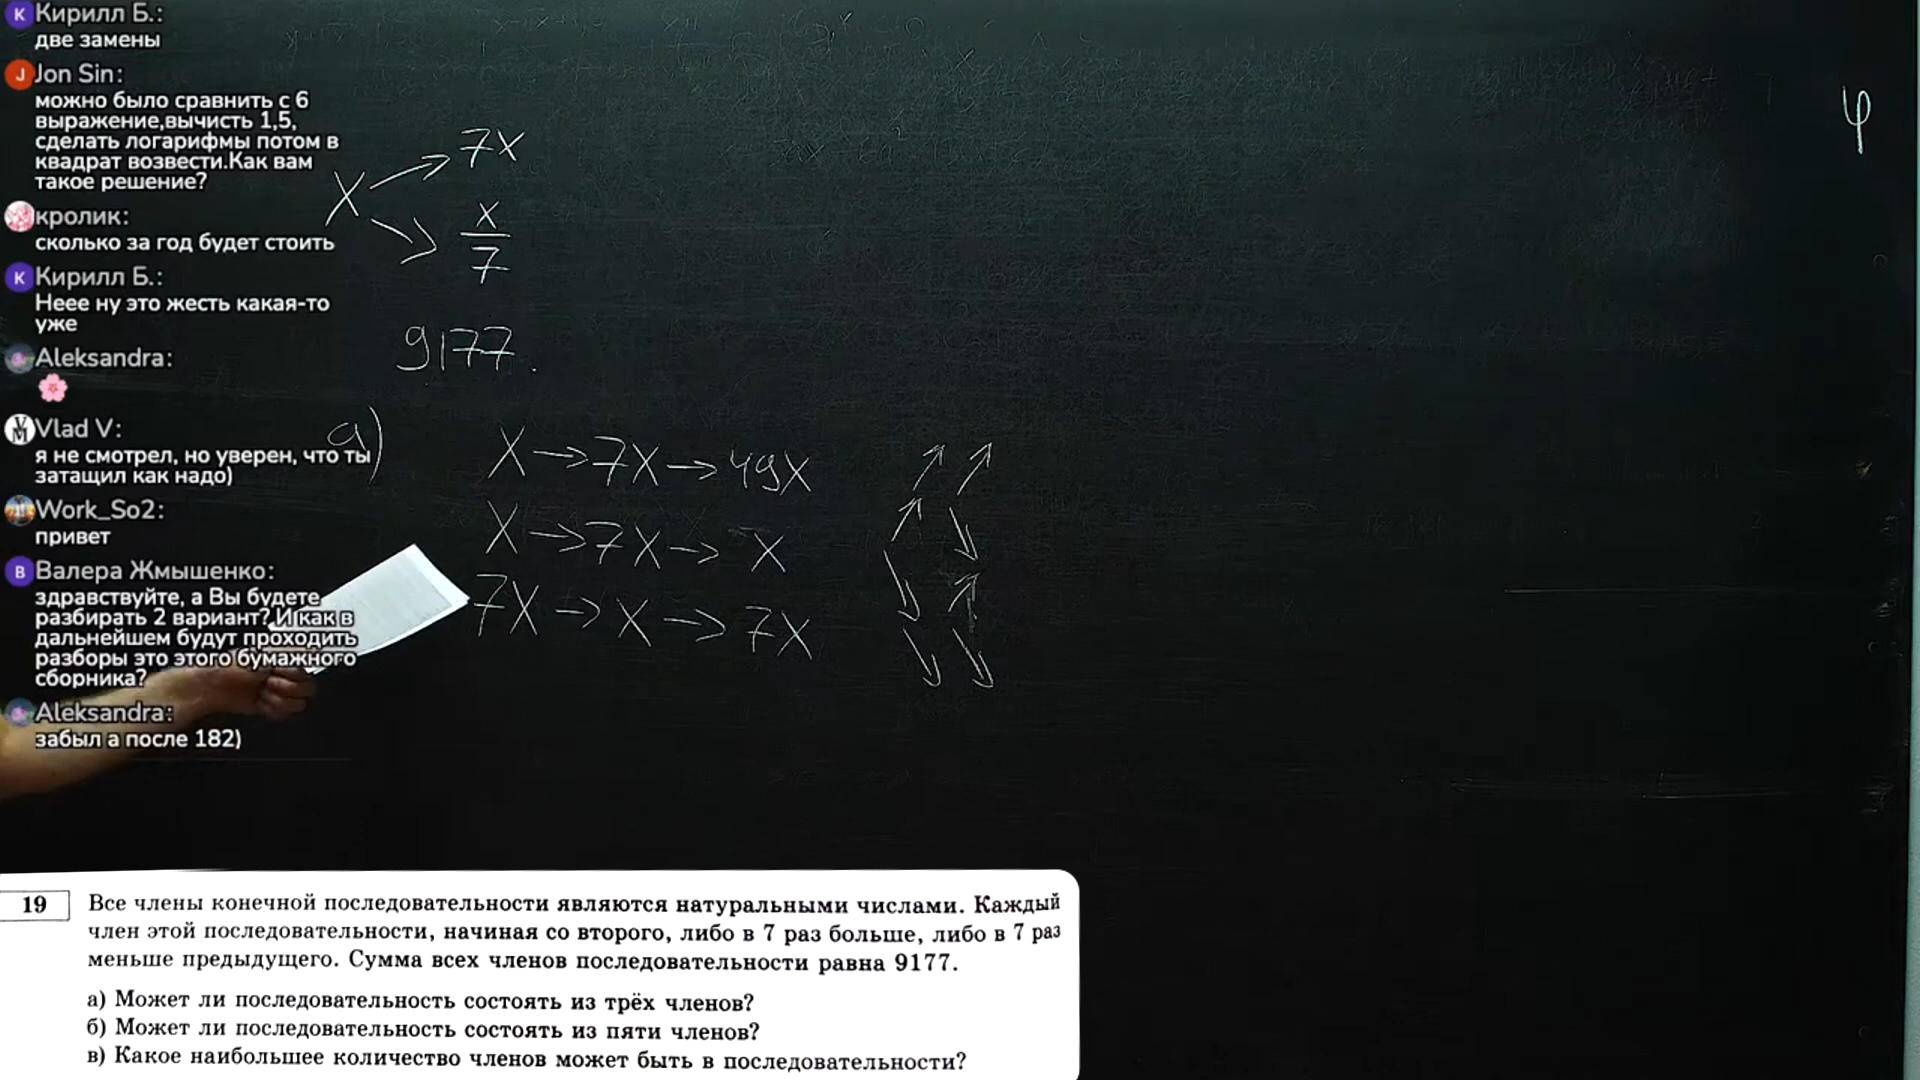 Кирилл Б.:
две замены
Jon Sin:
можно было сравнить с 6
выражение,вычисть 1,5,
сделать логарифмы потом в
квадрат возвести.Как вам
такое решение?
кролик:
сколько за год будет стоить
Кирилл Б.:
Неее ну это жесть какая-то
уже
Aleksandra:
🌸
Vlad V:
я не смотрел, но уверен, что ты
затащил как надо)
Work_So2:
привет
Валера Жмышенко:
здравствуйте, а Вы будете
разбирать 2 вариант? И как в
дальнейшем будут проходить
разборы это этого бумажного
сборника?
Aleksandra:
забыл а после 182)
X → 7X
→ X/7
9177.
а)
X → 7X → 49X
X → 7X → X
7X → X → 7X
19 Все члены конечной последовательности являются натуральными числами. Каждый
член этой последовательности, начиная со второго, либо в 7 раз больше, либо в 7 раз
меньше предыдущего. Сумма всех членов последовательности равна 9177.
а) Может ли последовательность состоять из трёх членов?
б) Может ли последовательность состоять из пяти членов?
в) Какое наибольшее количество членов может быть в последовательности?